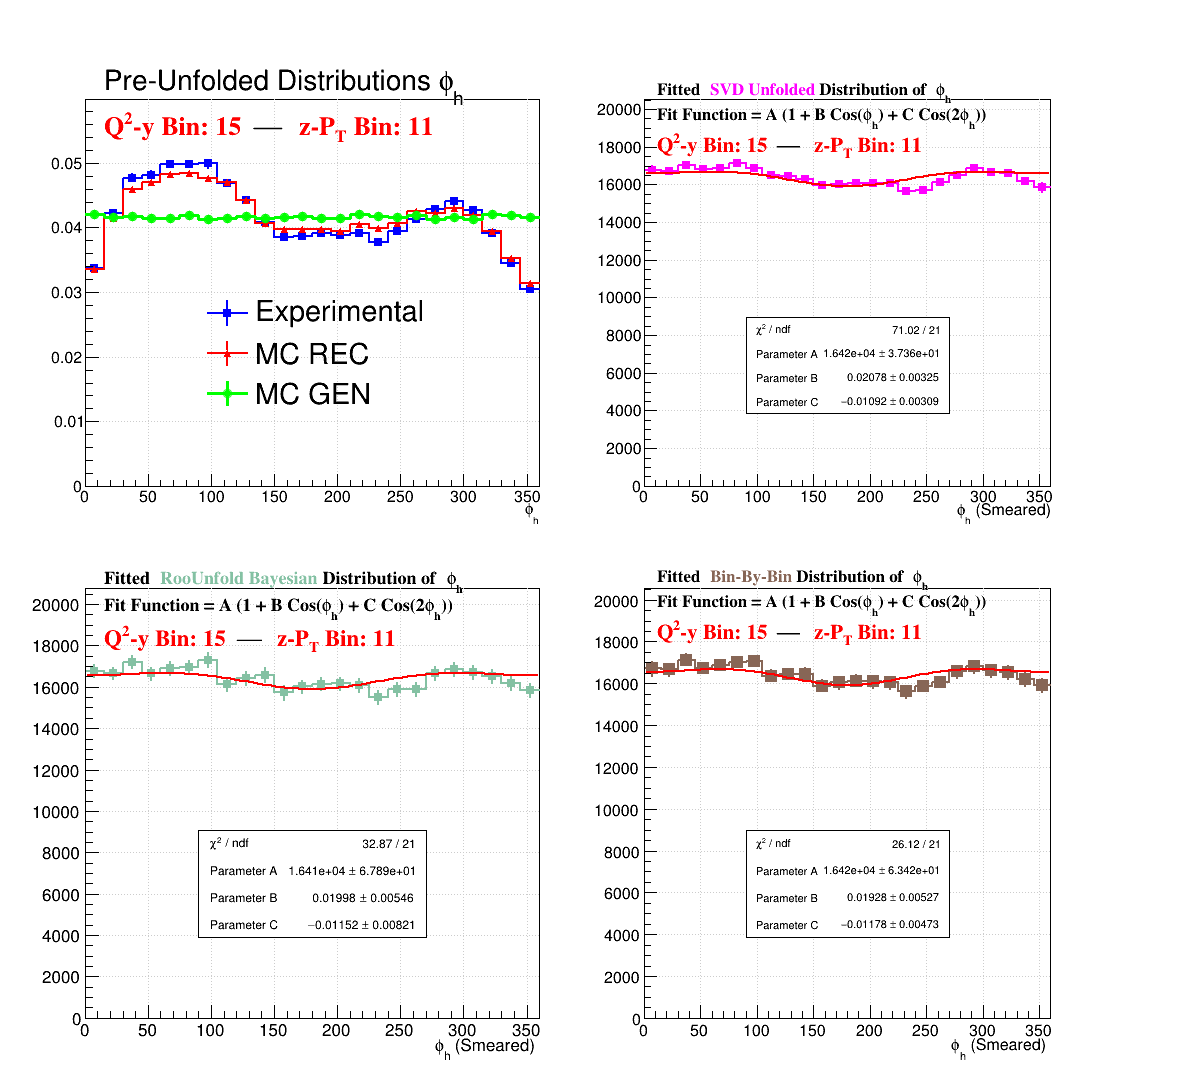 Pre-Unfolded Distributions ϕh
Q2-y Bin: 15 — z-PT Bin: 11
0.05
0.04
0.03
0.02
0.01
0
Experimental
MC REC
MC GEN
0 50 100 150 200 250 300 350
ϕh
Fitted SVD Unfolded Distribution of ϕh
Fit Function = A (1 + B Cos(ϕh) + C Cos(2ϕh))
Q2-y Bin: 15 — z-PT Bin: 11
20000
18000
16000
14000
12000
10000
8000
6000
4000
2000
0
χ2 / ndf 71.02 / 21
Parameter A 1.642e+04 ± 3.736e+01
Parameter B 0.02078 ± 0.00325
Parameter C −0.01092 ± 0.00309
0 50 100 150 200 250 300 350
ϕh (Smeared)
Fitted RooUnfold Bayesian Distribution of ϕh
Fit Function = A (1 + B Cos(ϕh) + C Cos(2ϕh))
Q2-y Bin: 15 — z-PT Bin: 11
20000
18000
16000
14000
12000
10000
8000
6000
4000
2000
0
χ2 / ndf 32.87 / 21
Parameter A 1.641e+04 ± 6.789e+01
Parameter B 0.01998 ± 0.00546
Parameter C −0.01152 ± 0.00821
0 50 100 150 200 250 300 350
ϕh (Smeared)
Fitted Bin-By-Bin Distribution of ϕh
Fit Function = A (1 + B Cos(ϕh) + C Cos(2ϕh))
Q2-y Bin: 15 — z-PT Bin: 11
20000
18000
16000
14000
12000
10000
8000
6000
4000
2000
0
χ2 / ndf 26.12 / 21
Parameter A 1.642e+04 ± 6.342e+01
Parameter B 0.01928 ± 0.00527
Parameter C −0.01178 ± 0.00473
0 50 100 150 200 250 300 350
ϕh (Smeared)